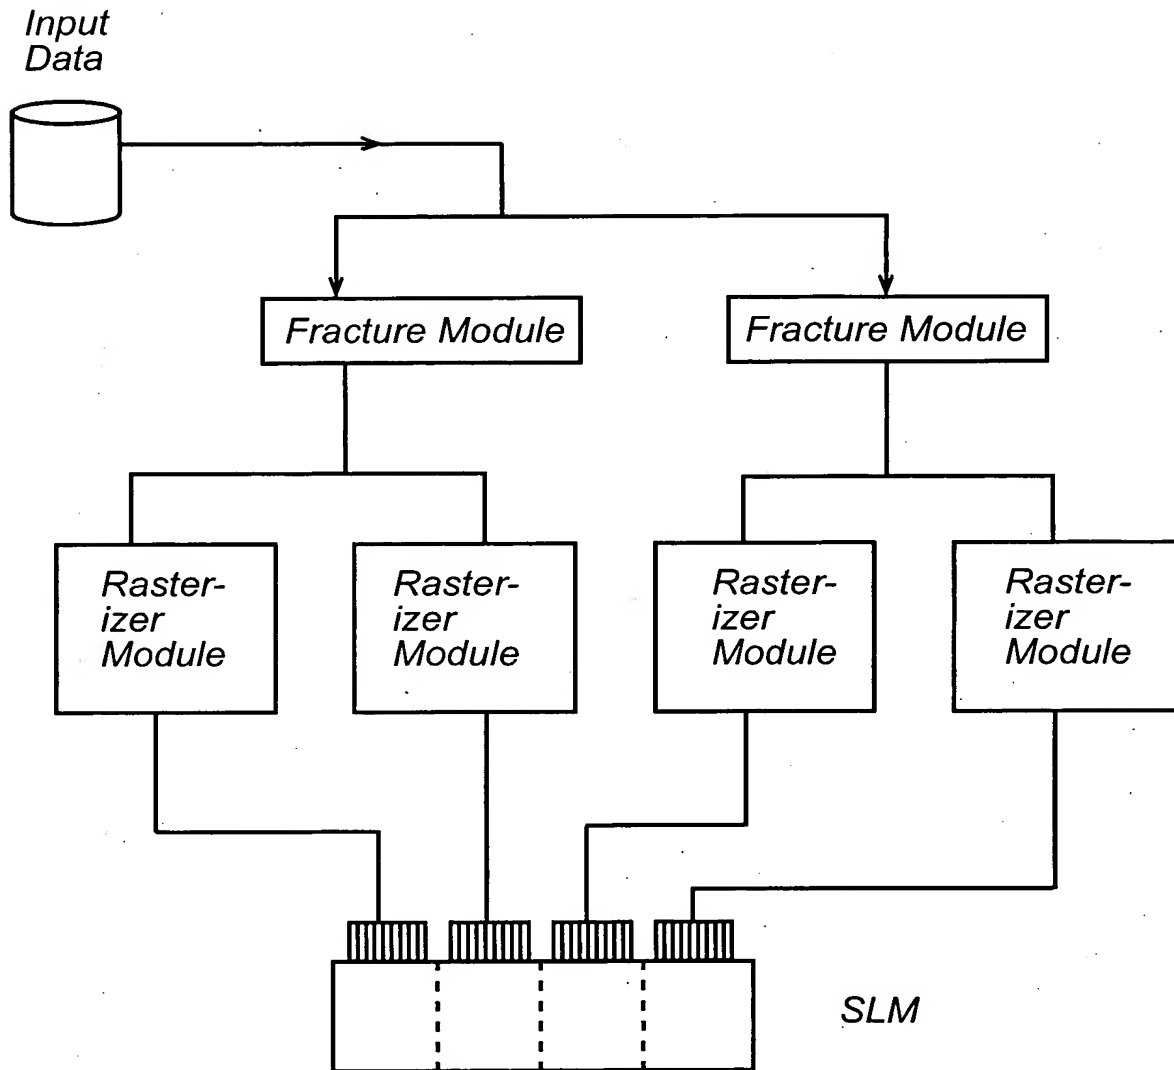 Input
Data
Fracture Module
Fracture Module
Raster-
izer
Module
Raster-
izer
Module
Raster-
izer
Module
Raster-
izer
Module
SLM